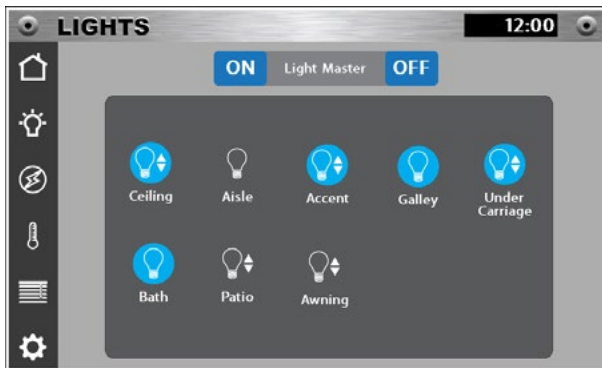 LIGHTS 12:00
ON Light Master OFF
Ceiling Aisle Accent Galley Under
Carriage
Bath Patio Awning